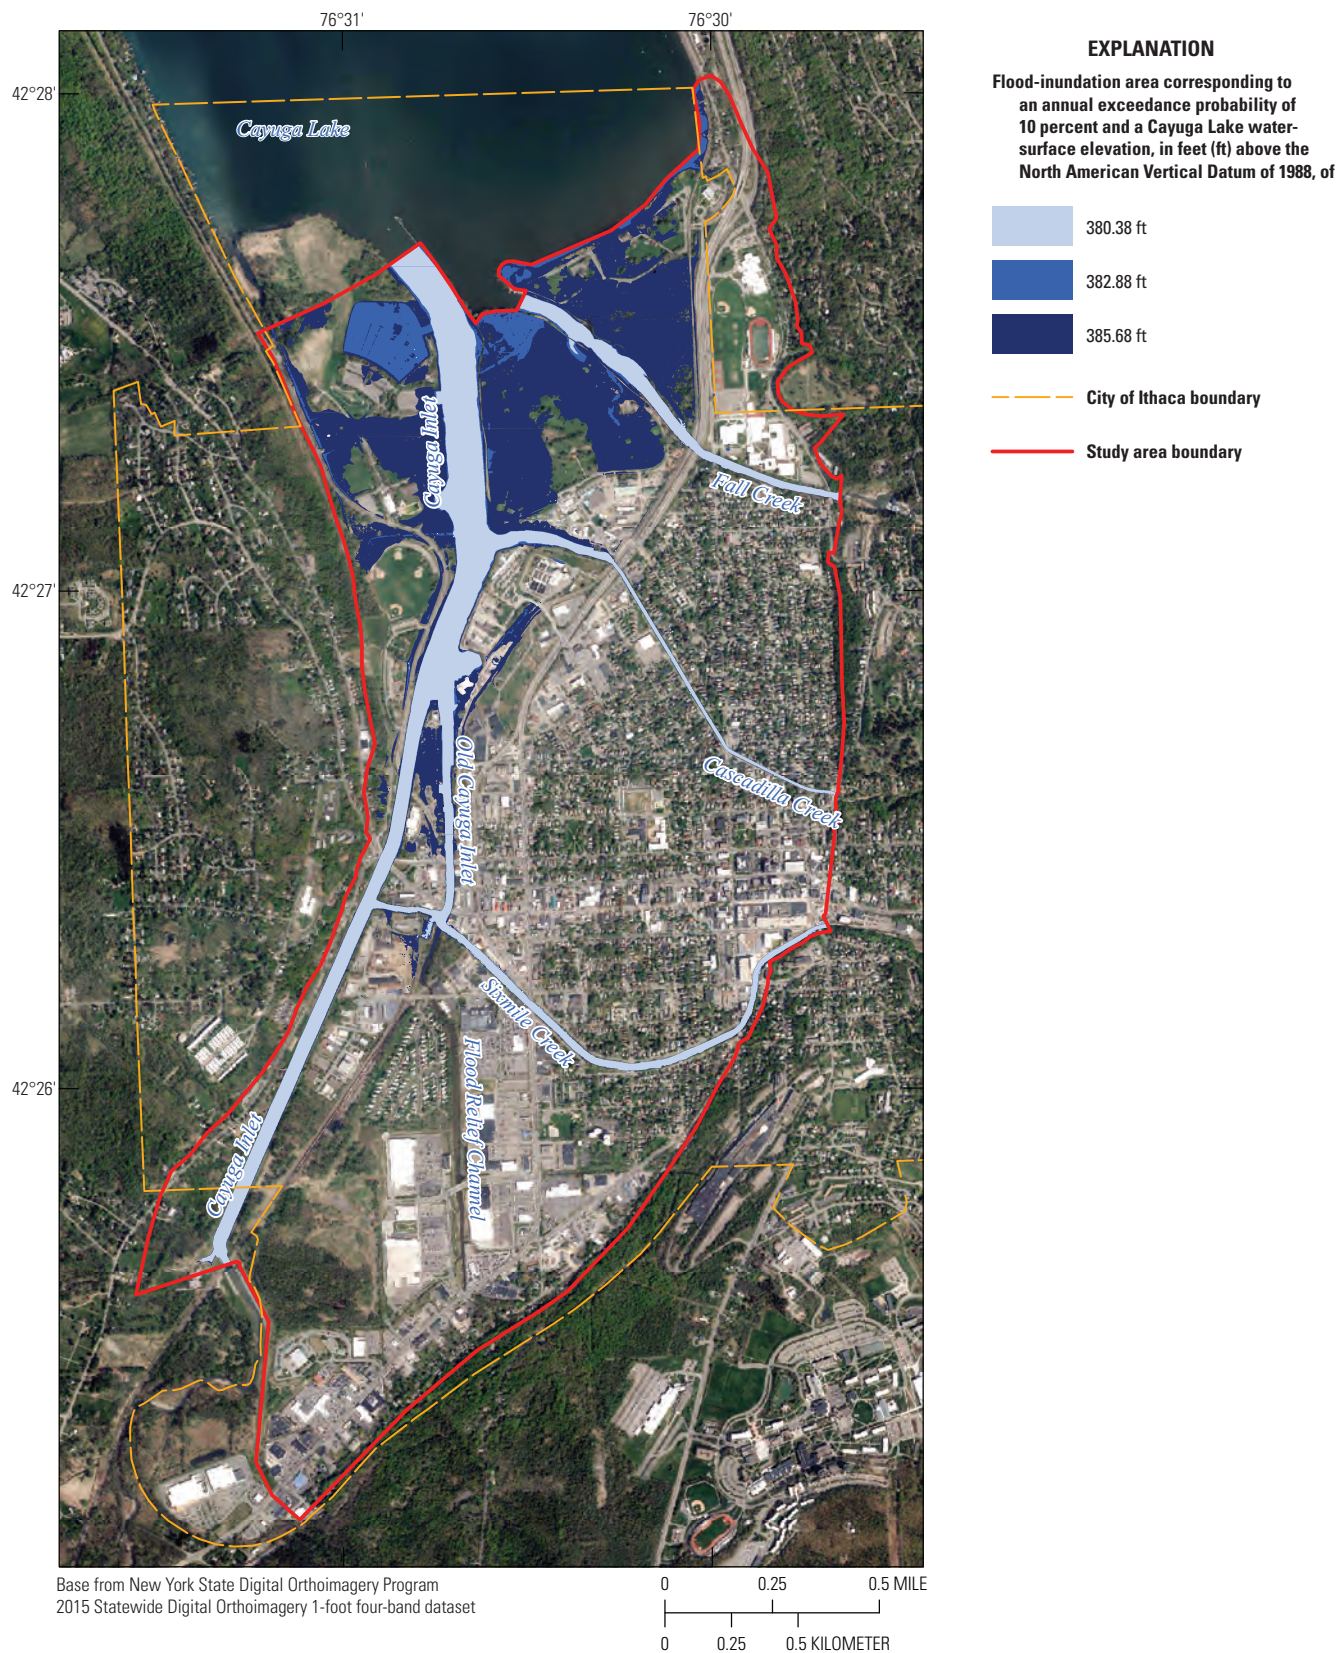 76°31'
76°30'
42°28'
Cayuga Lake
Cayuga Inlet
Fall Creek
42°27'
Old Cayuga Inlet
Cascadilla Creek
Sixmile Creek
Flood Relief Channel
42°26'
Cayuga Inlet
EXPLANATION
Flood-inundation area corresponding to
an annual exceedance probability of
10 percent and a Cayuga Lake water-
surface elevation, in feet (ft) above the
North American Vertical Datum of 1988, of
380.38 ft
382.88 ft
385.68 ft
City of Ithaca boundary
Study area boundary
Base from New York State Digital Orthoimagery Program
2015 Statewide Digital Orthoimagery 1-foot four-band dataset
0 0.25 0.5 MILE
0 0.25 0.5 KILOMETER